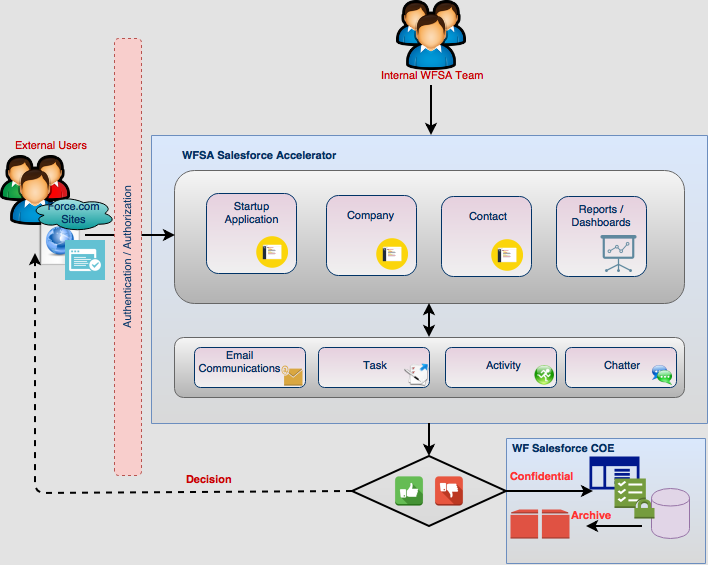 Internal WFSA Team
External Users
Force.com
Sites
Authentication / Authorization
WFSA Salesforce Accelerator
Startup
Application
Company
Contact
Reports /
Dashboards
Email
Communications
Task
Activity
Chatter
Decision
WF Salesforce COE
Confidential
Archive